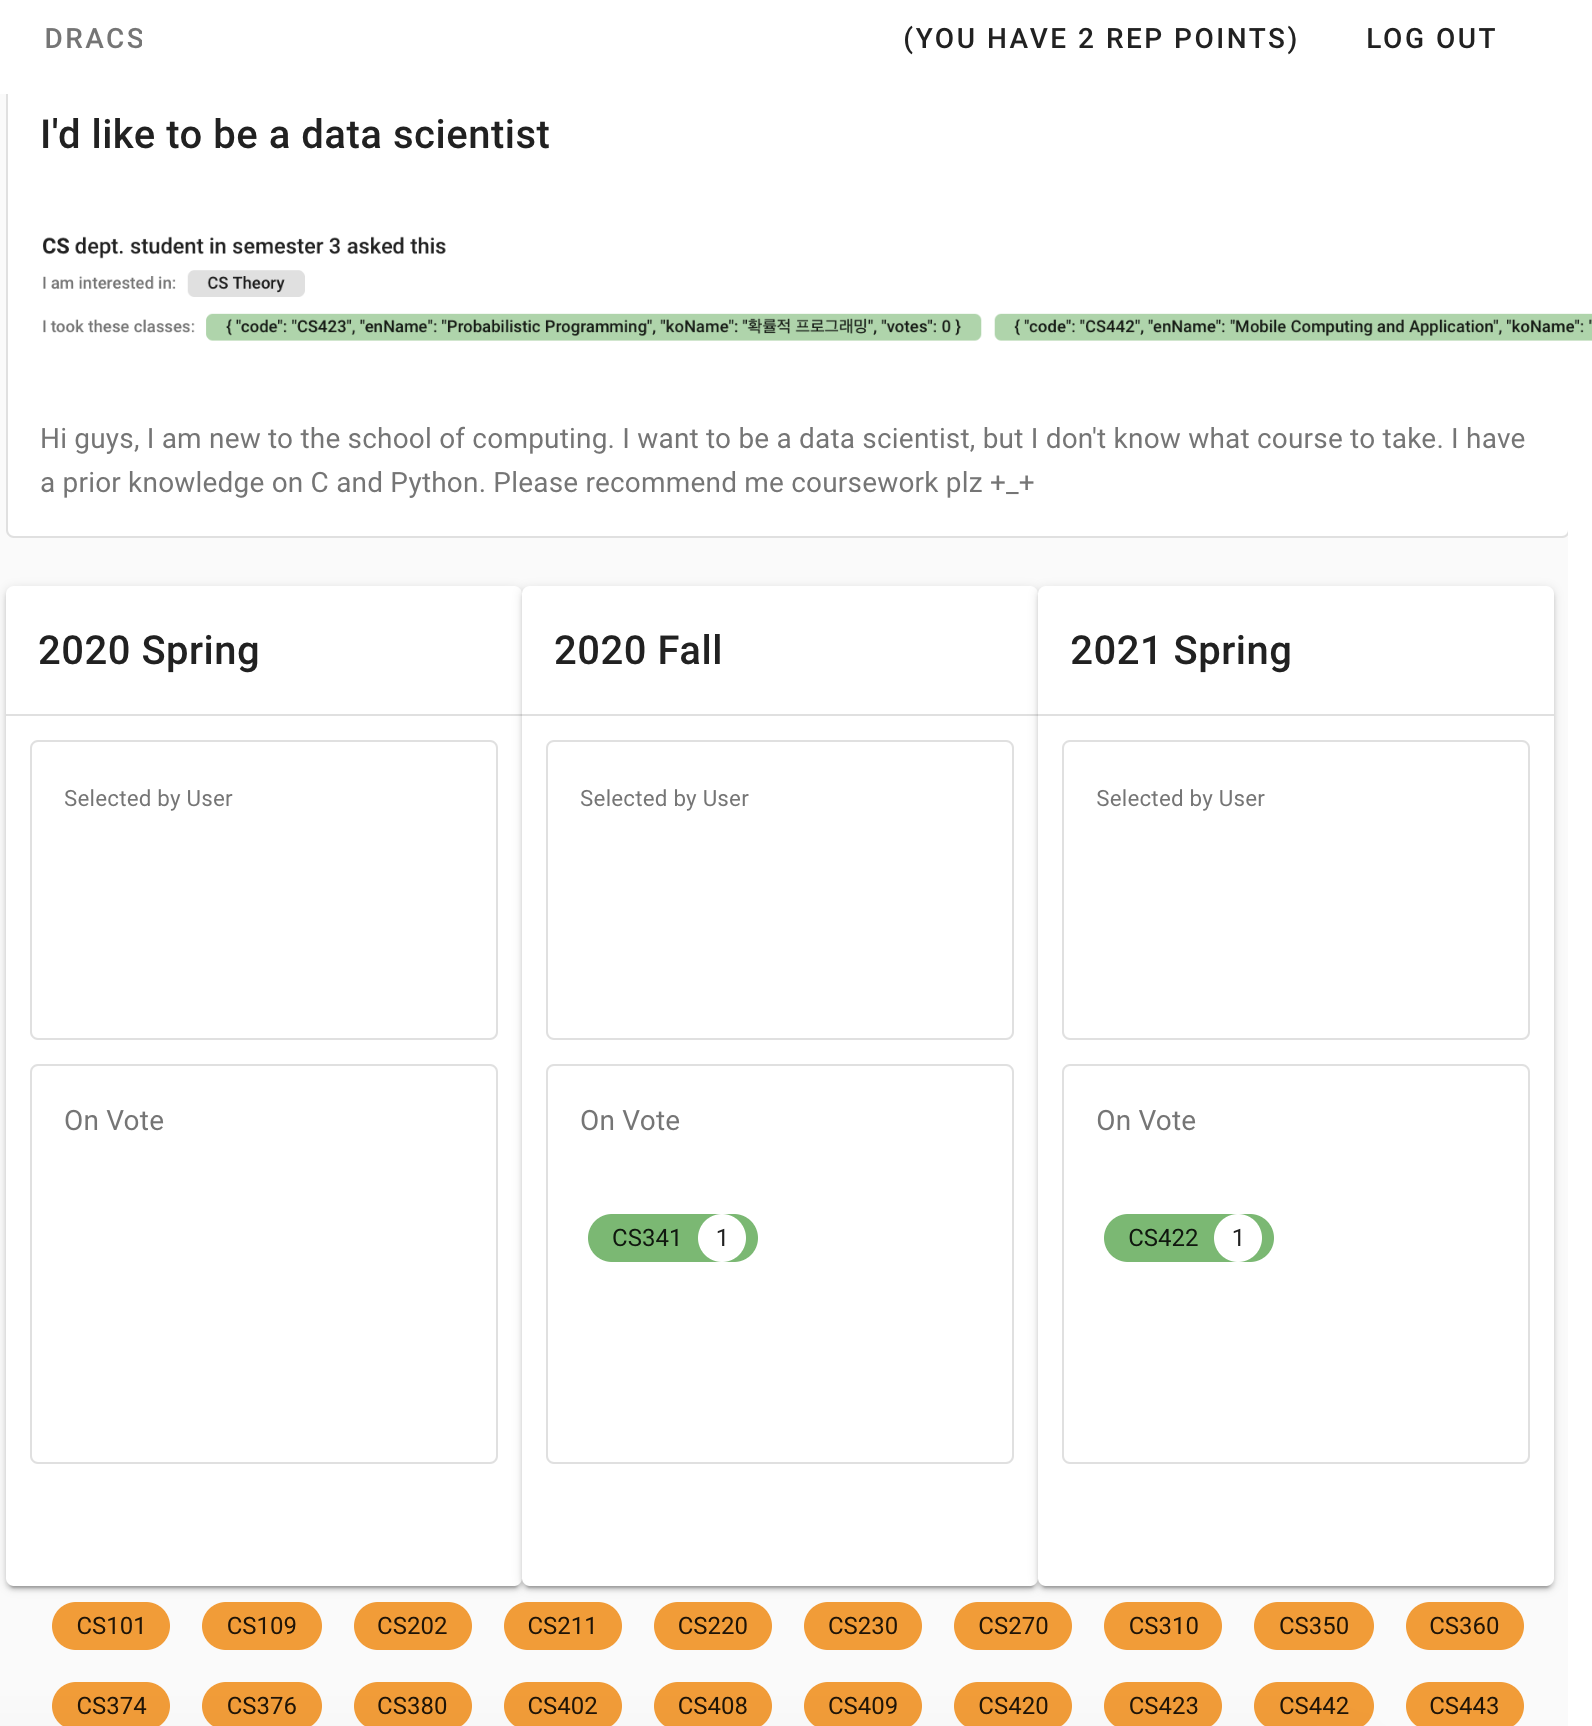 DRACS (YOU HAVE 2 REP POINTS) LOG OUT
I'd like to be a data scientist
CS dept. student in semester 3 asked this
I am interested in: CS Theory
I took these classes: { "code": "CS423", "enName": "Probabilistic Programming", "koName": "확률적 프로그래밍", "votes": 0 } { "code": "CS442", "enName": "Mobile Computing and Application", "koName": "
Hi guys, I am new to the school of computing. I want to be a data scientist, but I don't know what course to take. I have
a prior knowledge on C and Python. Please recommend me coursework plz +_+
2020 Spring 2020 Fall 2021 Spring
Selected by User Selected by User Selected by User
On Vote On Vote On Vote
CS341 1 CS422 1
CS101 CS109 CS202 CS211 CS220 CS230 CS270 CS310 CS350 CS360
CS374 CS376 CS380 CS402 CS408 CS409 CS420 CS423 CS442 CS443